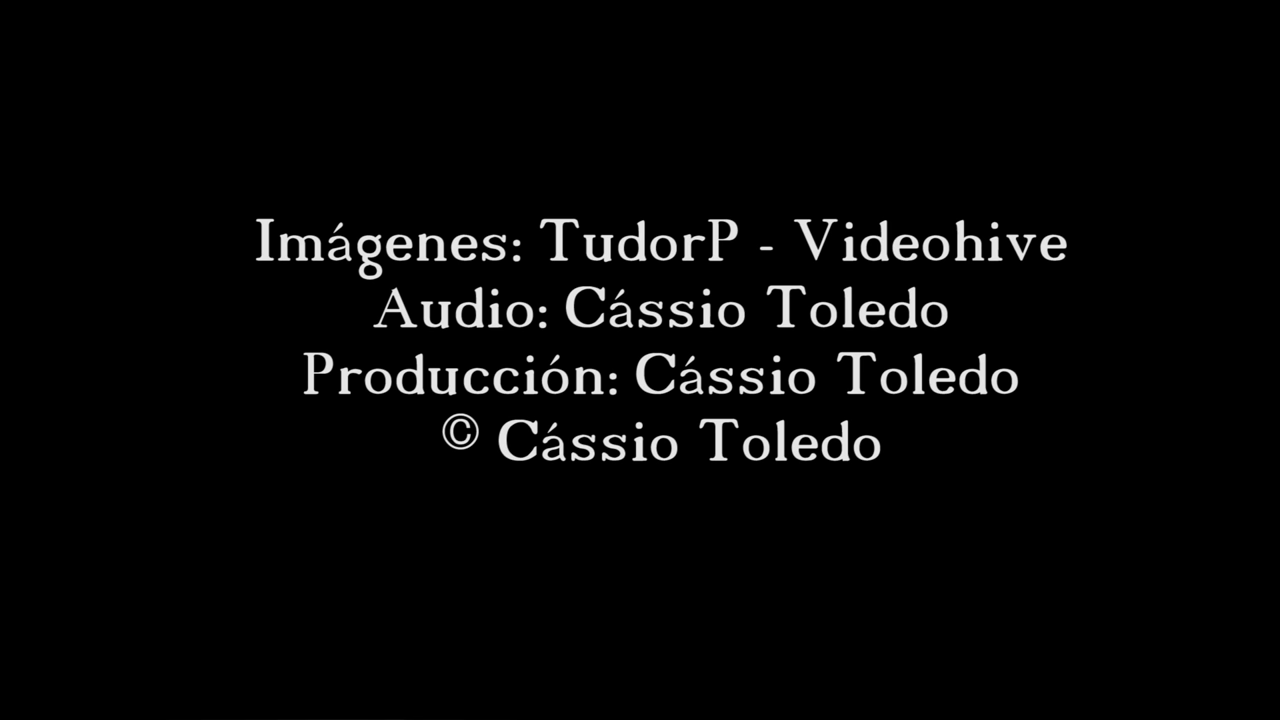 Imágenes: TudorP - Videohive
Audio: Cássio Toledo
Producción: Cássio Toledo
© Cássio Toledo